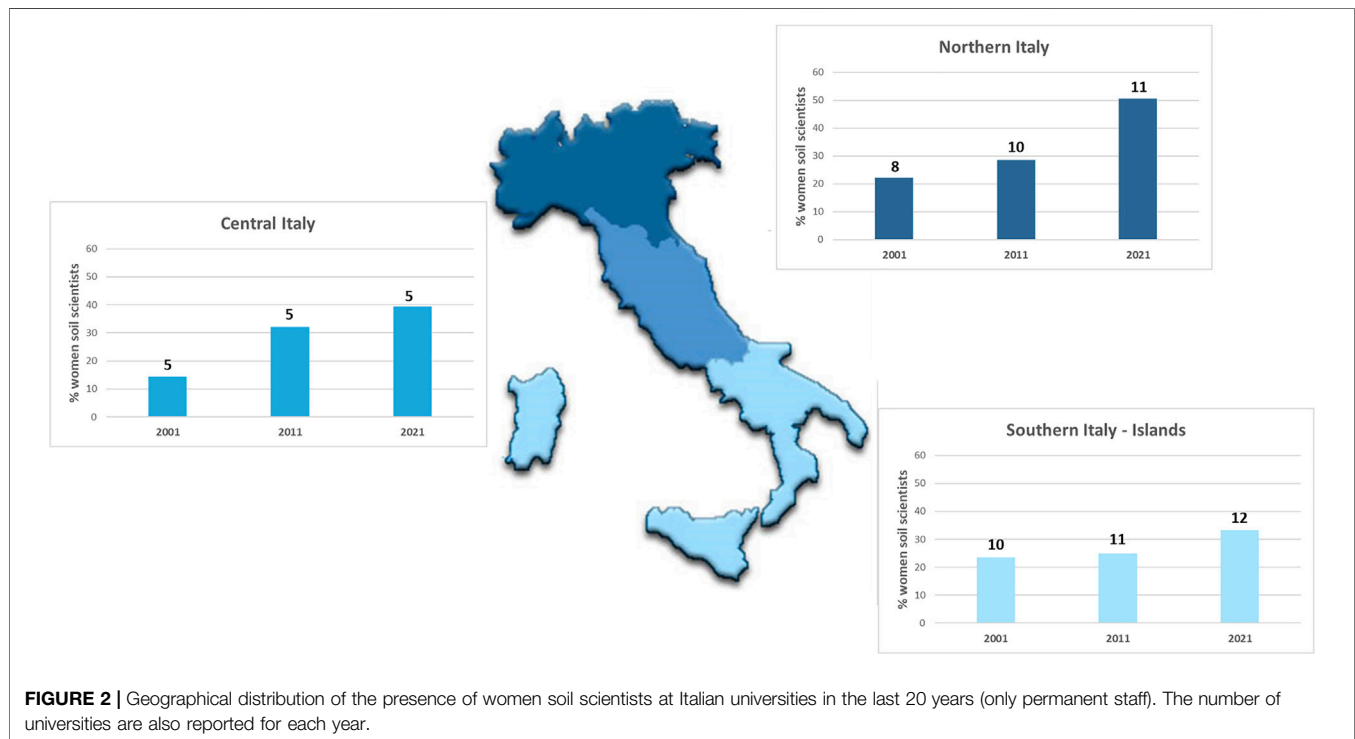 Northern Italy
% women soil scientists
60
50
40
30
20
10
0
8
10
11
2001 2011 2021
Central Italy
% women soil scientists
60
50
40
30
20
10
0
5
5
5
2001 2011 2021
Southern Italy - Islands
% women soil scientists
60
50
40
30
20
10
0
10
11
12
2001 2011 2021
FIGURE 2 | Geographical distribution of the presence of women soil scientists at Italian universities in the last 20 years (only permanent staff). The number of
universities are also reported for each year.